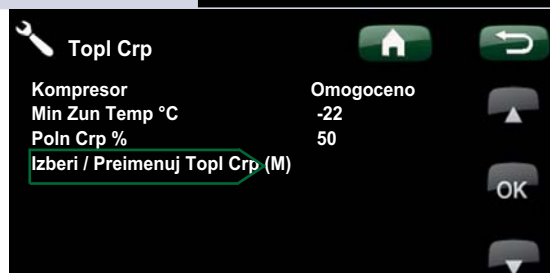 Topl Crp
Kompresor Omogoceno
Min Zun Temp °C -22
Poln Crp % 50
Izberi / Preimenuj Topl Crp (M)
OK